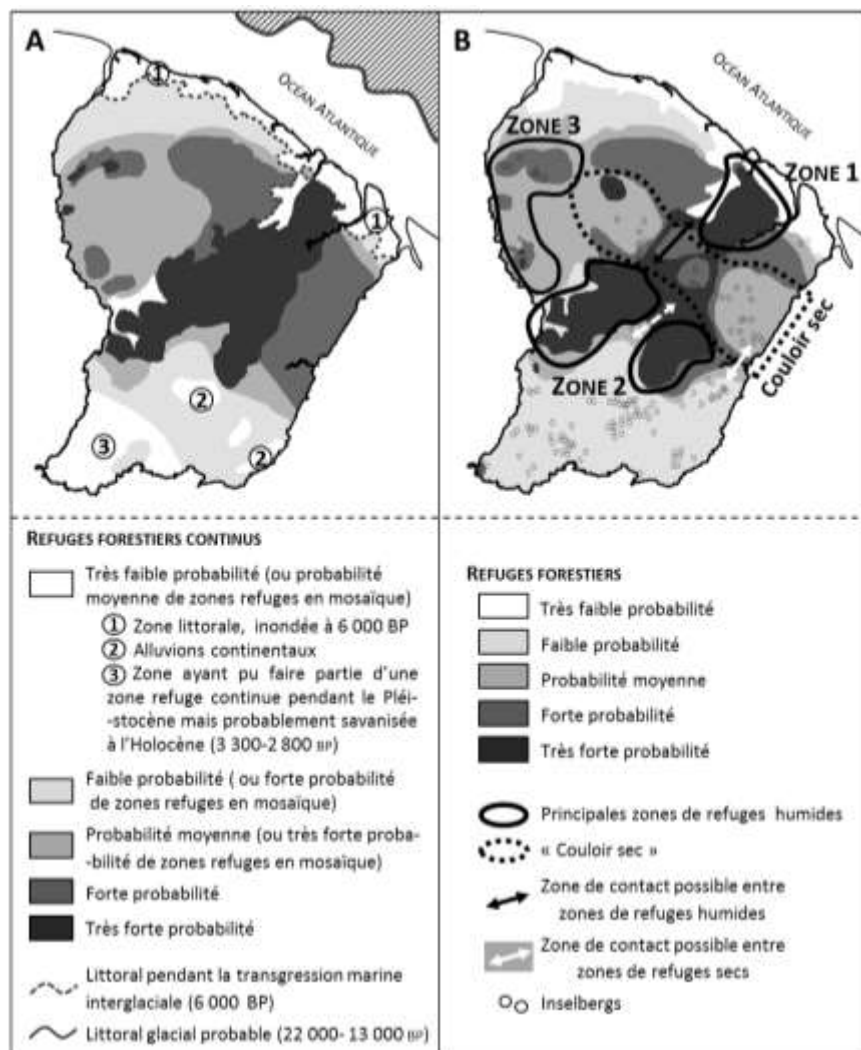 A
1
OCEAN ATLANTIQUE
1
2
3
2
B
OCEAN ATLANTIQUE
ZONE 3
ZONE 1
ZONE 2
Couloir sec
REFUGES FORESTIERS CONTINUS
Très faible probabilité (ou probabilité
moyenne de zones refuges en mosaïque)
1 Zone littorale, inondée à 6 000 BP
2 Alluvions continentaux
3 Zone ayant pu faire partie d'une
zone refuge continue pendant le Pléi-
-stocène mais probablement savanisée
à l'Holocène (3 300-2 800 BP)
Faible probabilité ( ou forte probabilité
de zones refuges en mosaïque)
Probabilité moyenne (ou très forte proba-
-bilité de zones refuges en mosaïque)
Forte probabilité
Très forte probabilité
Littoral pendant la transgression marine
interglaciale (6 000 BP)
Littoral glacial probable (22 000- 13 000 BP)
REFUGES FORESTIERS
Très faible probabilité
Faible probabilité
Probabilité moyenne
Forte probabilité
Très forte probabilité
Principales zones de refuges humides
« Couloir sec »
Zone de contact possible entre
zones de refuges humides
Zone de contact possible entre
zones de refuges secs
Inselbergs